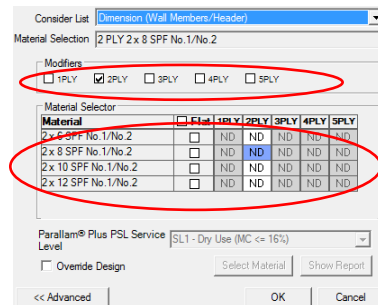 Consider List Dimension (Wall Members/Header)
Material Selection 2 PLY 2 x 8 SPF No.1/No.2
Modifiers
1PLY 2PLY 3PLY 4PLY 5PLY
Material Selector
Material Flat 1PLY 2PLY 3PLY 4PLY 5PLY
2 x 6 SPF No.1/No.2 ND ND ND ND ND
2 x 8 SPF No.1/No.2 ND ND ND ND ND
2 x 10 SPF No.1/No.2 ND ND ND ND ND
2 x 12 SPF No.1/No.2 ND ND ND ND ND
Parallam® Plus PSL Service
Level SL1 - Dry Use (MC <= 16%)
Override Design Select Material Show Report
<< Advanced OK Cancel